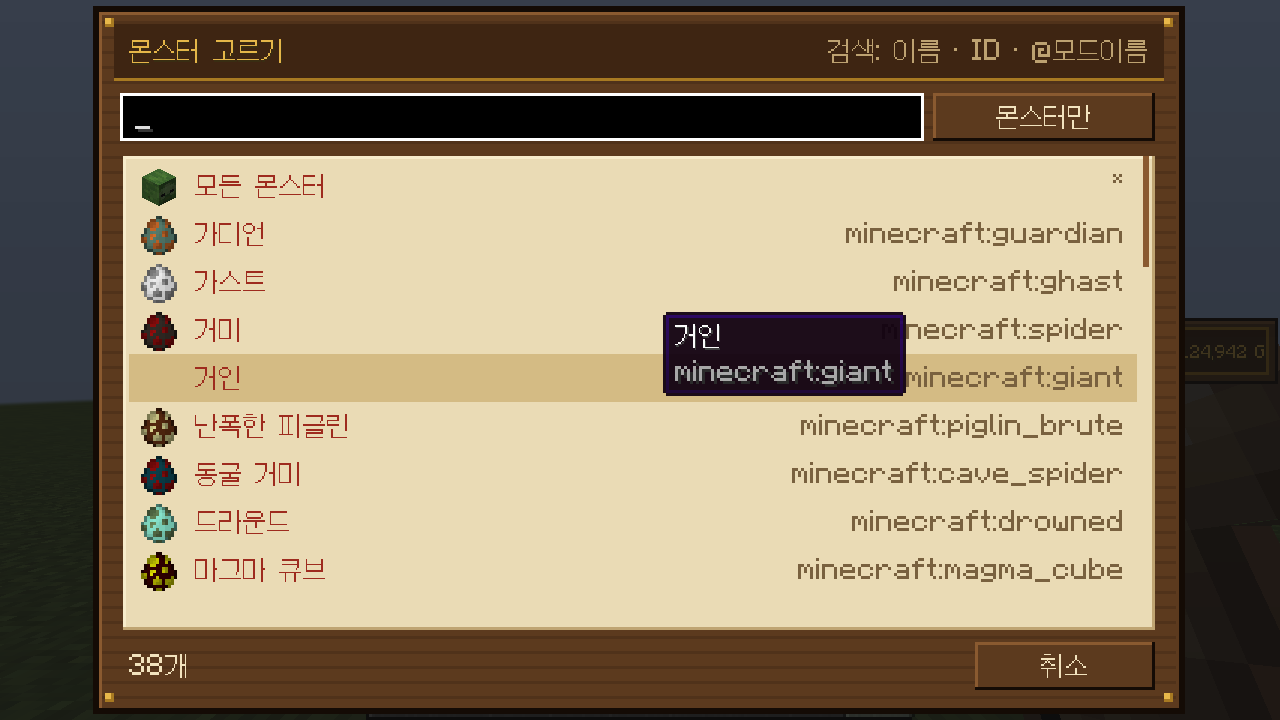 몬스터 고르기
검색: 이름 · ID · @모드이름
몬스터만
모든 몬스터
*
가디언
minecraft:guardian
가스트
minecraft:ghast
거미
necraft:spider
거인
minecraft:giant
거인
minecraft:giant
24,942 G
난폭한 피글린
minecraft:piglin_brute
동굴 거미
minecraft:cave_spider
드라운드
minecraft:drowned
마그마 큐브
minecraft:magma_cube
38개
취소